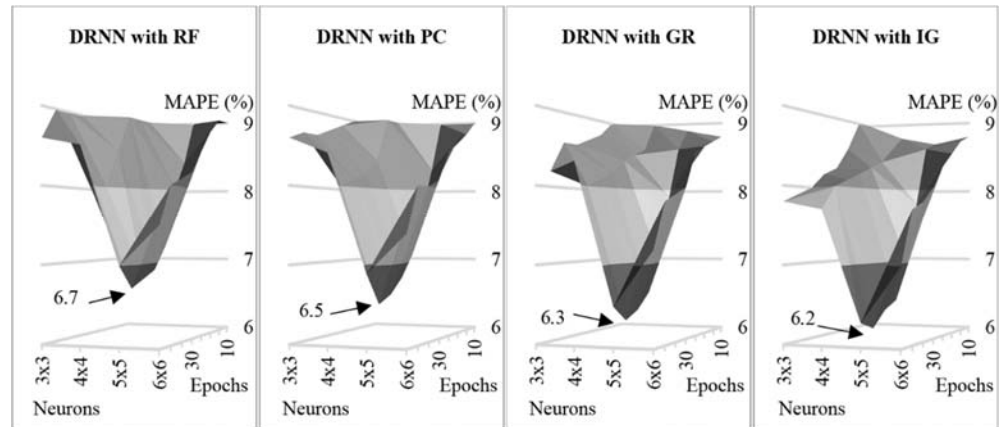 DRNN with RF
MAPE (%)
9
8
7
6
6.7
3x3
4x4
5x5
6x6
30
10
Epochs
Neurons
DRNN with PC
MAPE (%)
9
8
7
6
6.5
3x3
4x4
5x5
6x6
30
10
Epochs
Neurons
DRNN with GR
MAPE (%)
9
8
7
6
6.3
3x3
4x4
5x5
6x6
30
10
Epochs
Neurons
DRNN with IG
MAPE (%)
9
8
7
6
6.2
3x3
4x4
5x5
6x6
30
10
Epochs
Neurons